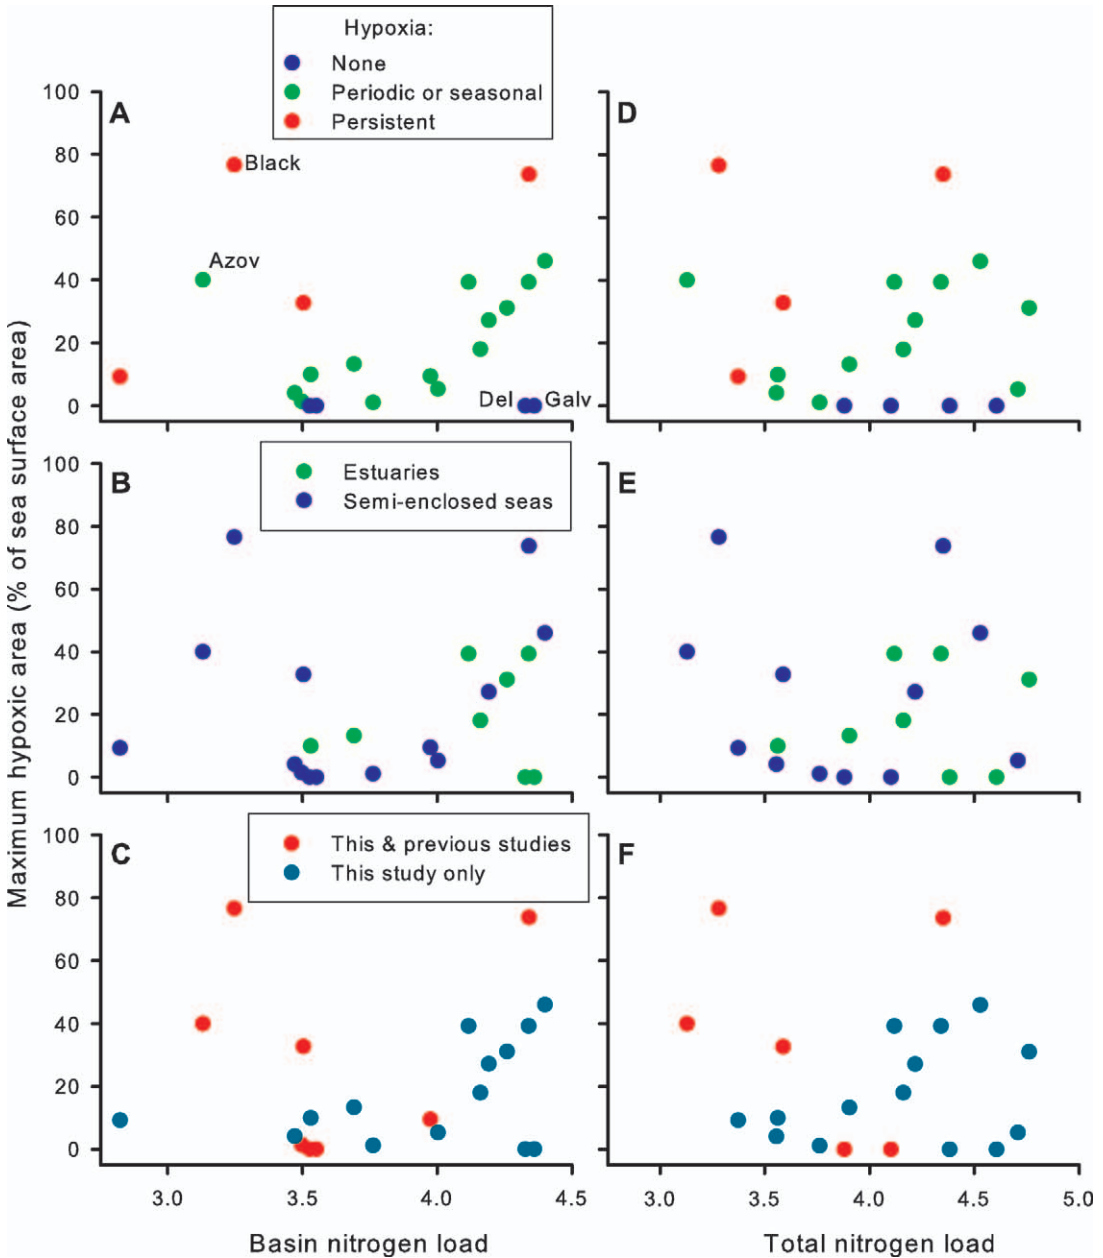 Hypoxia:
None
Periodic or seasonal
Persistent
100
80
60
40
20
0
A
Black
Azov
Del
Galv
D
Estuaries
Semi-enclosed seas
100
80
60
40
20
0
B
E
This & previous studies
This study only
100
80
60
40
20
0
C
F
3.0 3.5 4.0 4.5
3.0 3.5 4.0 4.5 5.0
Basin nitrogen load
Total nitrogen load
Maximum hypoxic area (% of sea surface area)